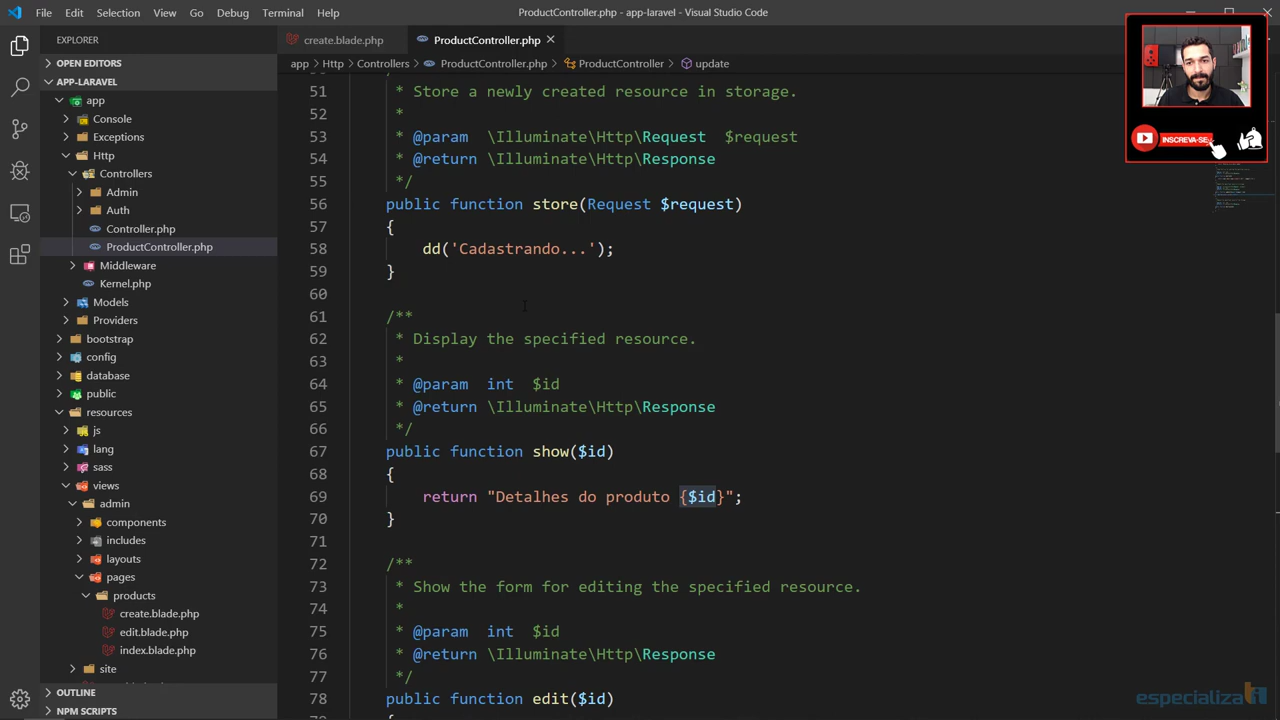 File Edit Selection View Go Debug Terminal Help
ProductController.php - app-laravel - Visual Studio Code
EXPLORER
OPEN EDITORS
APP-LARAVEL
app
Console
Exceptions
Http
Controllers
Admin
Auth
Controller.php
ProductController.php
Middleware
Kernel.php
Models
Providers
bootstrap
config
database
public
resources
js
lang
sass
views
admin
components
includes
layouts
pages
products
create.blade.php
edit.blade.php
index.blade.php
site
OUTLINE
NPM SCRIPTS
create.blade.php
ProductController.php
app > Http > Controllers > ProductController.php > ProductController > update
51 * Store a newly created resource in storage.
52 *
53 * @param \Illuminate\Http\Request $request
54 * @return \Illuminate\Http\Response
55 */
56 public function store(Request $request)
57 {
58 dd('Cadastrando...');
59 }
60
61 /**
62 * Display the specified resource.
63 *
64 * @param int $id
65 * @return \Illuminate\Http\Response
66 */
67 public function show($id)
68 {
69 return "Detalhes do produto {$id}";
70 }
71
72 /**
73 * Show the form for editing the specified resource.
74 *
75 * @param int $id
76 * @return \Illuminate\Http\Response
77 */
78 public function edit($id)
INSCREVA-SE
especializati